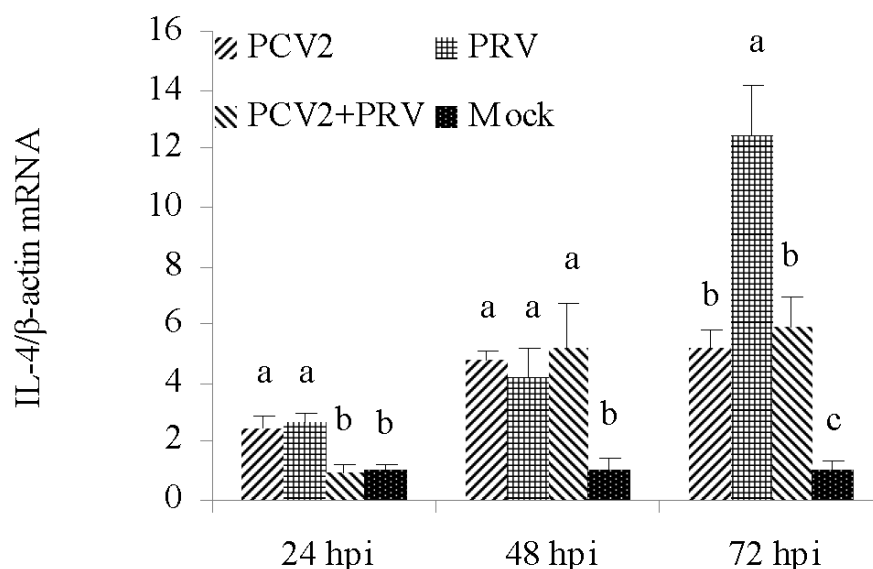 IL-4/β-actin mRNA
16
14
12
10
8
6
4
2
0
PCV2
PRV
PCV2+PRV
Mock
a a b b
a a a b
b a b c
24 hpi
48 hpi
72 hpi